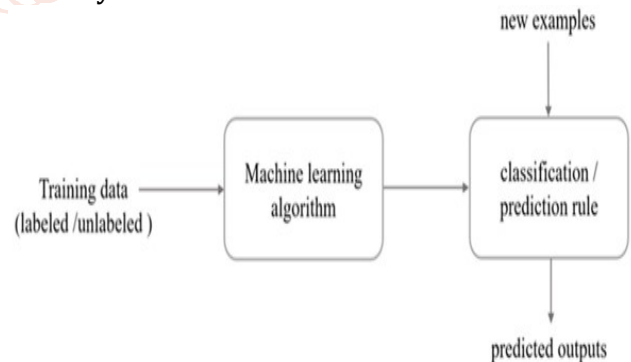 new examples
Machine learning
algorithm
classification /
prediction rule
Training data
(labeled /unlabeled )
predicted outputs